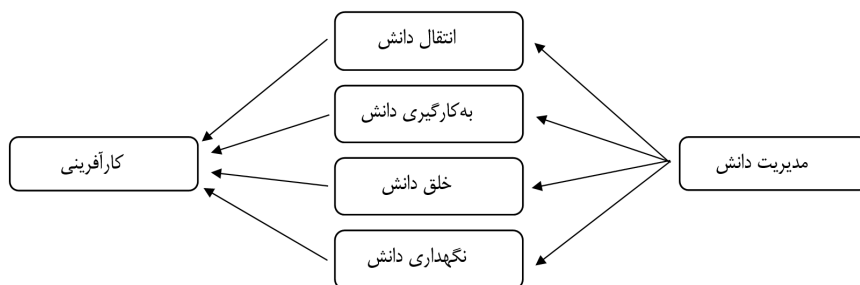 انتقال دانش
به‌کارگیری دانش
مدیریت دانش
کارآفرینی
خلق دانش
نگهداری دانش